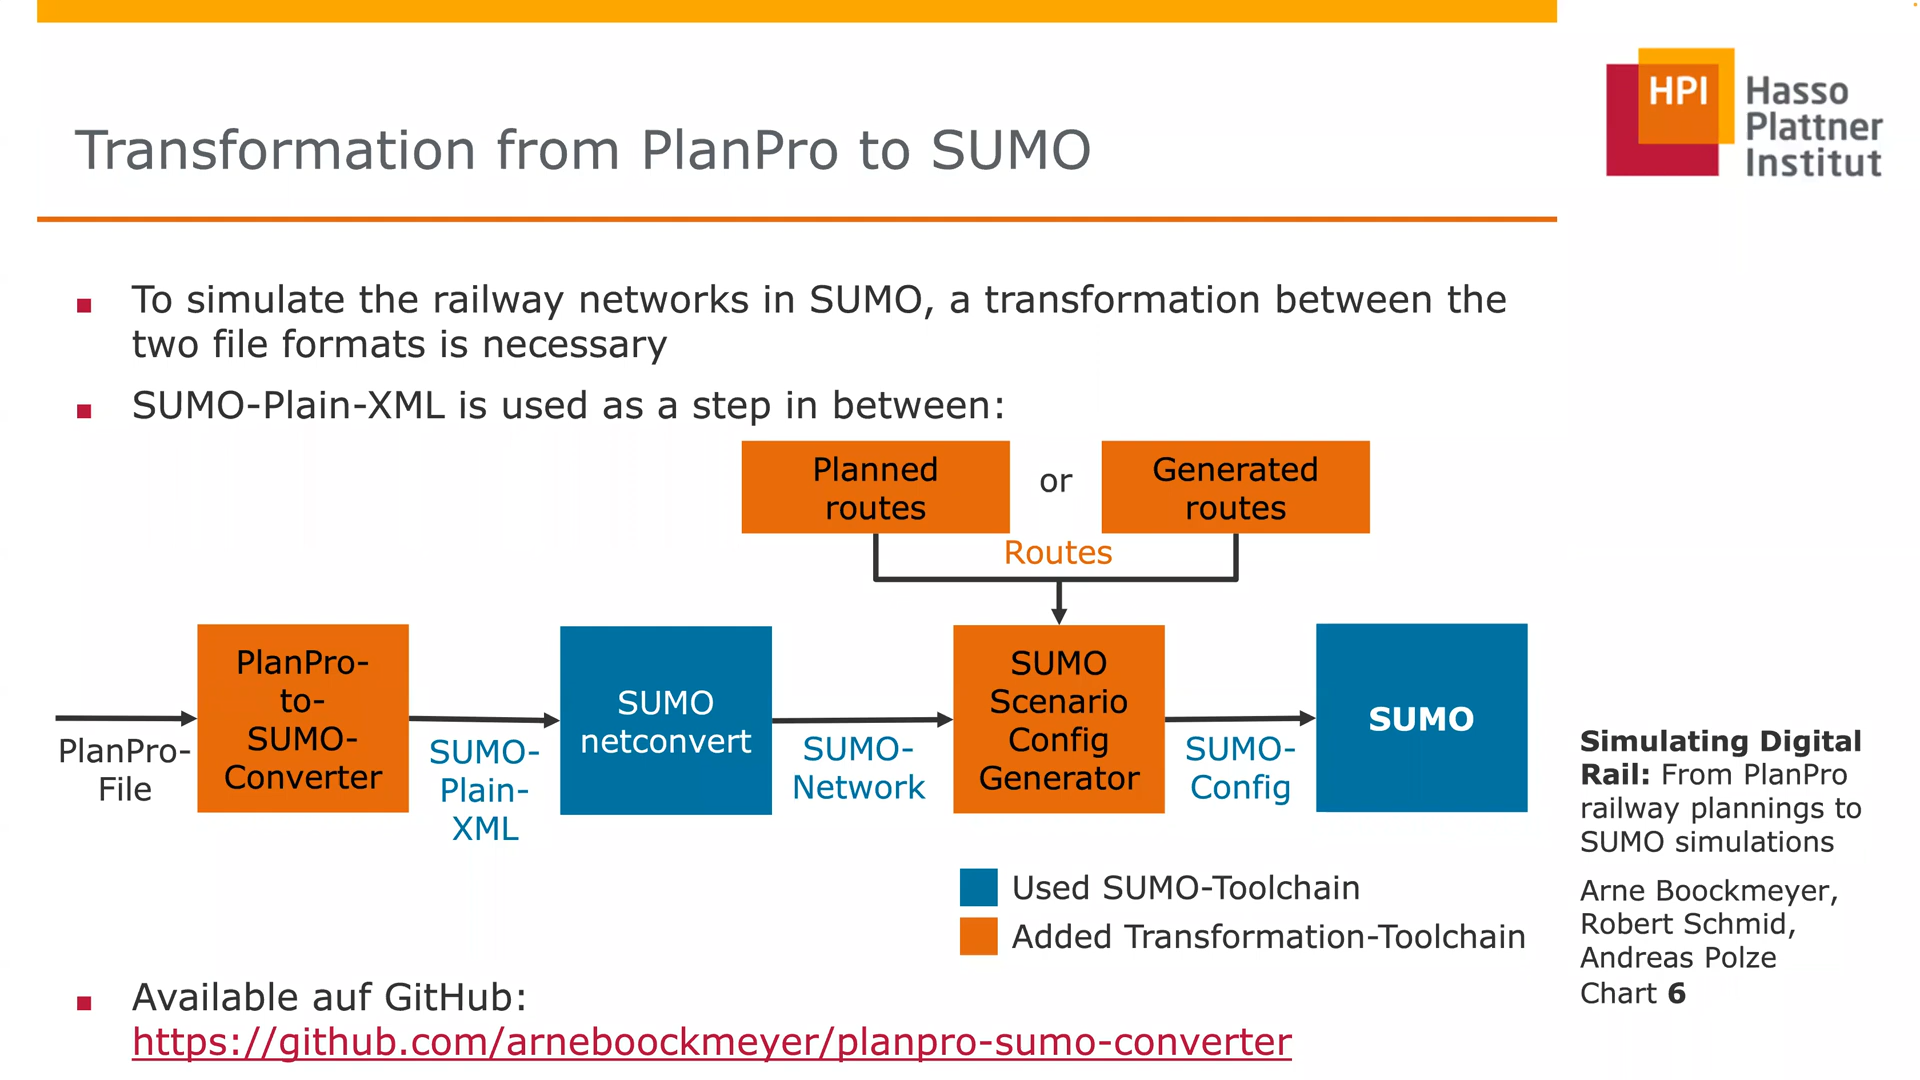 Transformation from PlanPro to SUMO
HPI
Hasso
Plattner
Institut
To simulate the railway networks in SUMO, a transformation between the
two file formats is necessary
SUMO-Plain-XML is used as a step in between:
Planned
routes
or
Generated
routes
Routes
PlanPro-
File
PlanPro-
to-
SUMO-
Converter
SUMO-
Plain-
XML
SUMO
netconvert
SUMO-
Network
SUMO
Scenario
Config
Generator
SUMO-
Config
SUMO
Used SUMO-Toolchain
Added Transformation-Toolchain
Available auf GitHub:
https://github.com/arneboockmeyer/planpro-sumo-converter
Simulating Digital
Rail: From PlanPro
railway plannings to
SUMO simulations
Arne Boockmeyer,
Robert Schmid,
Andreas Polze
Chart 6